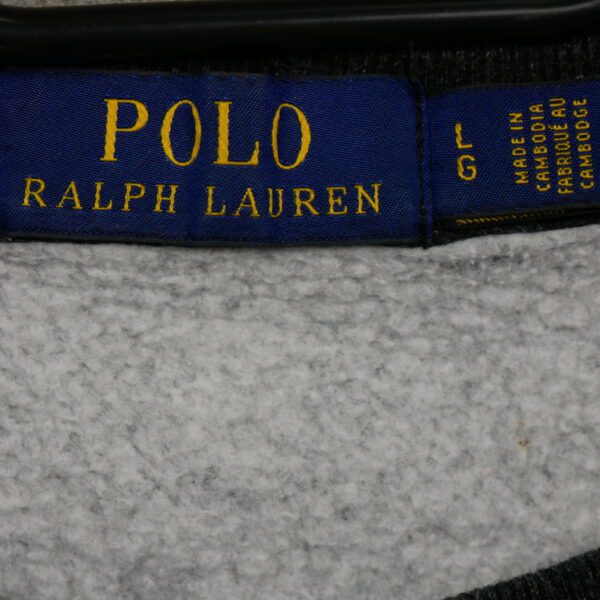 POLO
RALPH LAUREN
L
G
MADE IN
CAMBODIA
FABRIQUÉ AU
CAMBODGE